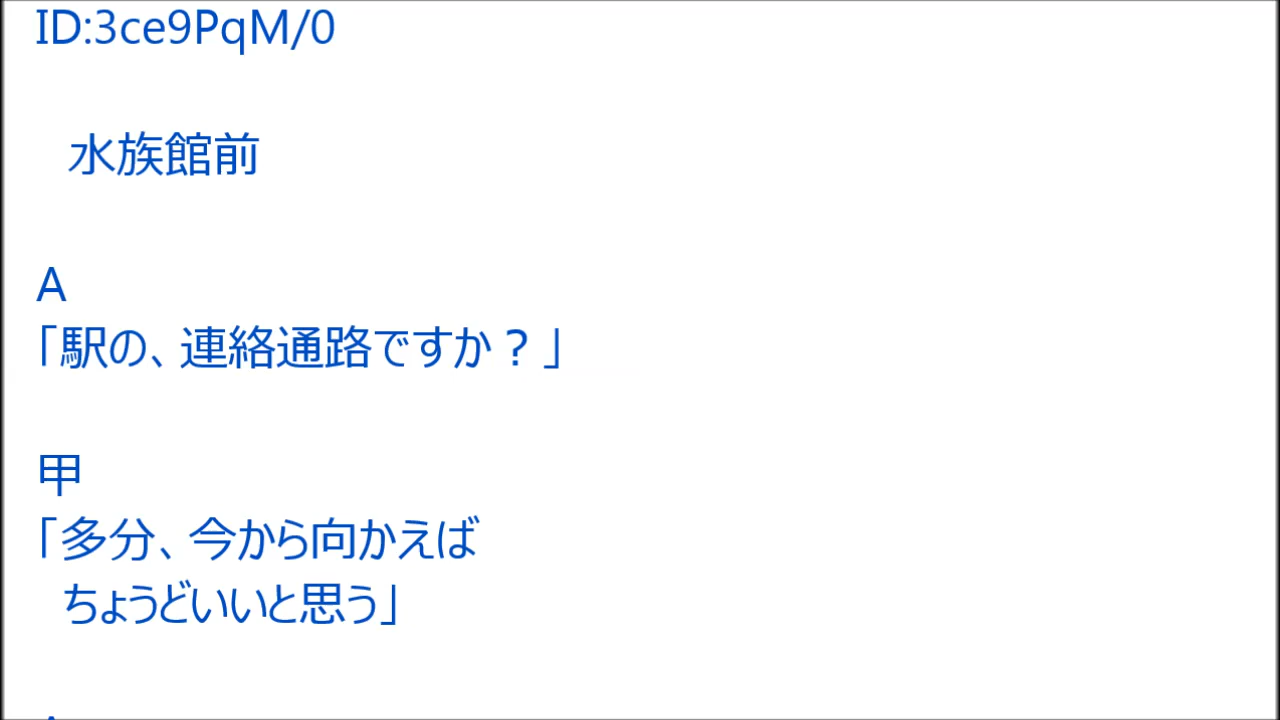 ID:3ce9PqM/0
水族館前
A
「駅の、連絡通路ですか？」
甲
「多分、今から向かえば
ちょうどいいと思う」